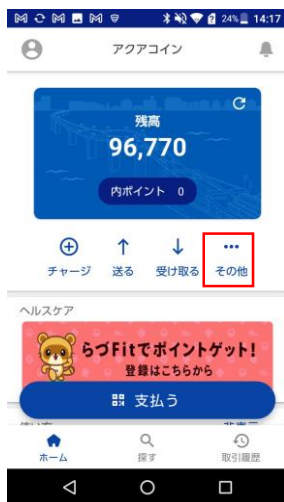 24% 14:17
アクアコイン
残高
96,770
内ポイント 0
チャージ 送る 受け取る その他
ヘルスケア
らづFitでポイントゲット!
登録はこちらから
支払う
ホーム 探す 取引履歴